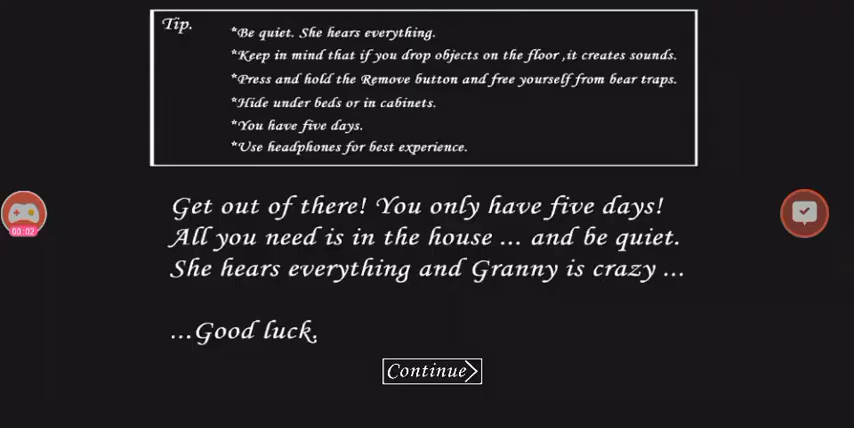 Tip.
*Be quiet. She hears everything.
*Keep in mind that if you drop objects on the floor ,it creates sounds.
*Press and hold the Remove button and free yourself from bear traps.
*Hide under beds or in cabinets.
*You have five days.
*Use headphones for best experience.
Get out of there! You only have five days!
All you need is in the house ... and be quiet.
She hears everything and Granny is crazy ...
...Good luck.
Continue
00:02